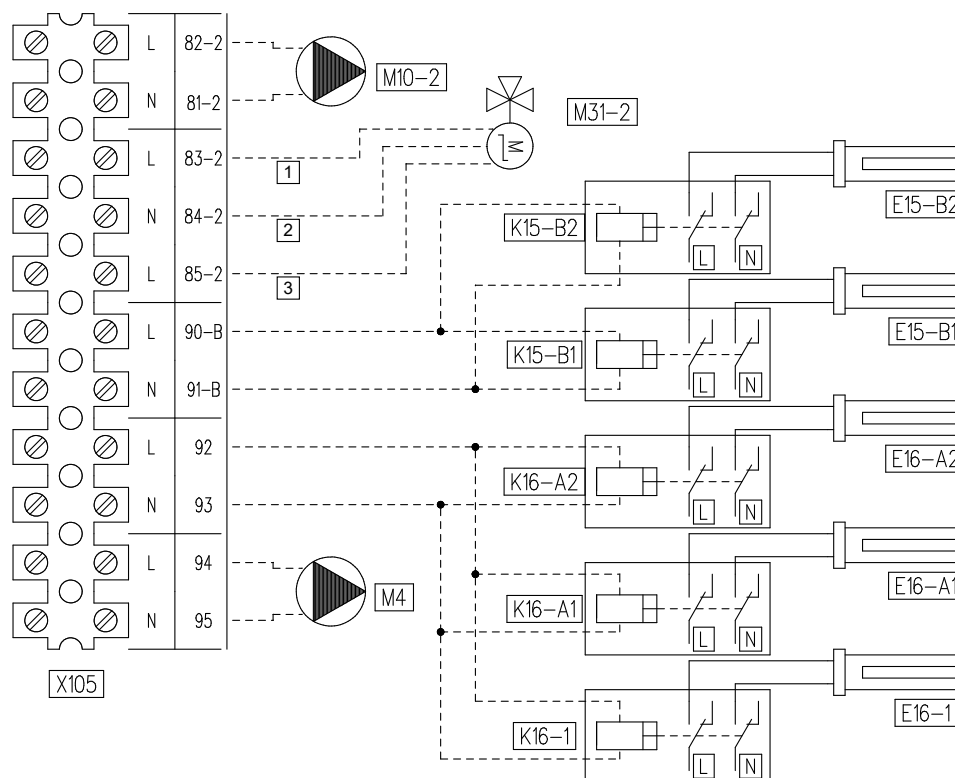 L 82-2
M10-2
N 81-2
M31-2
M
L 83-2
1
N 84-2
2
L 85-2
3
K15-B2
L N
E15-B2
L 90-B
K15-B1
L N
E15-B1
N 91-B
L 92
K16-A2
L N
E16-A2
N 93
L 94
M4
K16-A1
L N
E16-A1
N 95
X105
K16-1
L N
E16-1